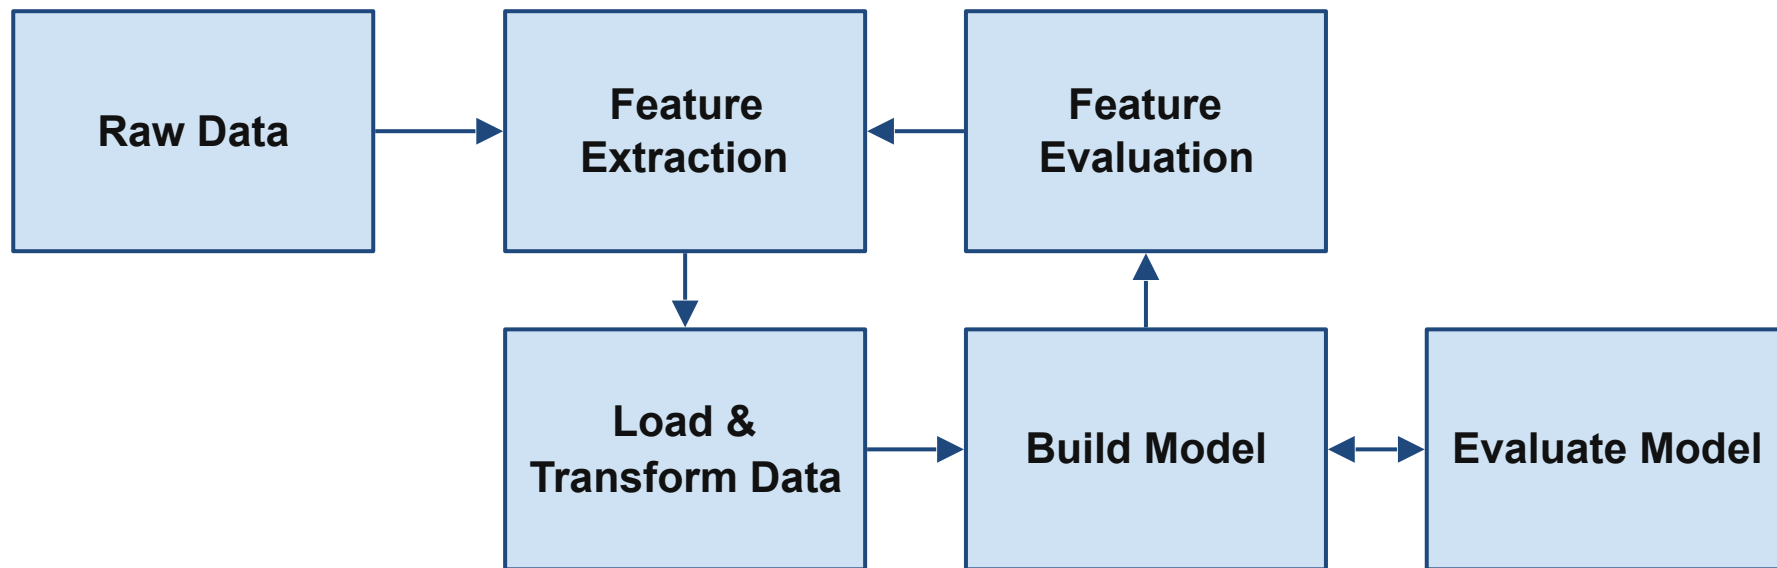 Raw Data
Feature
Extraction
Feature
Evaluation
Load &
Transform Data
Build Model
Evaluate Model